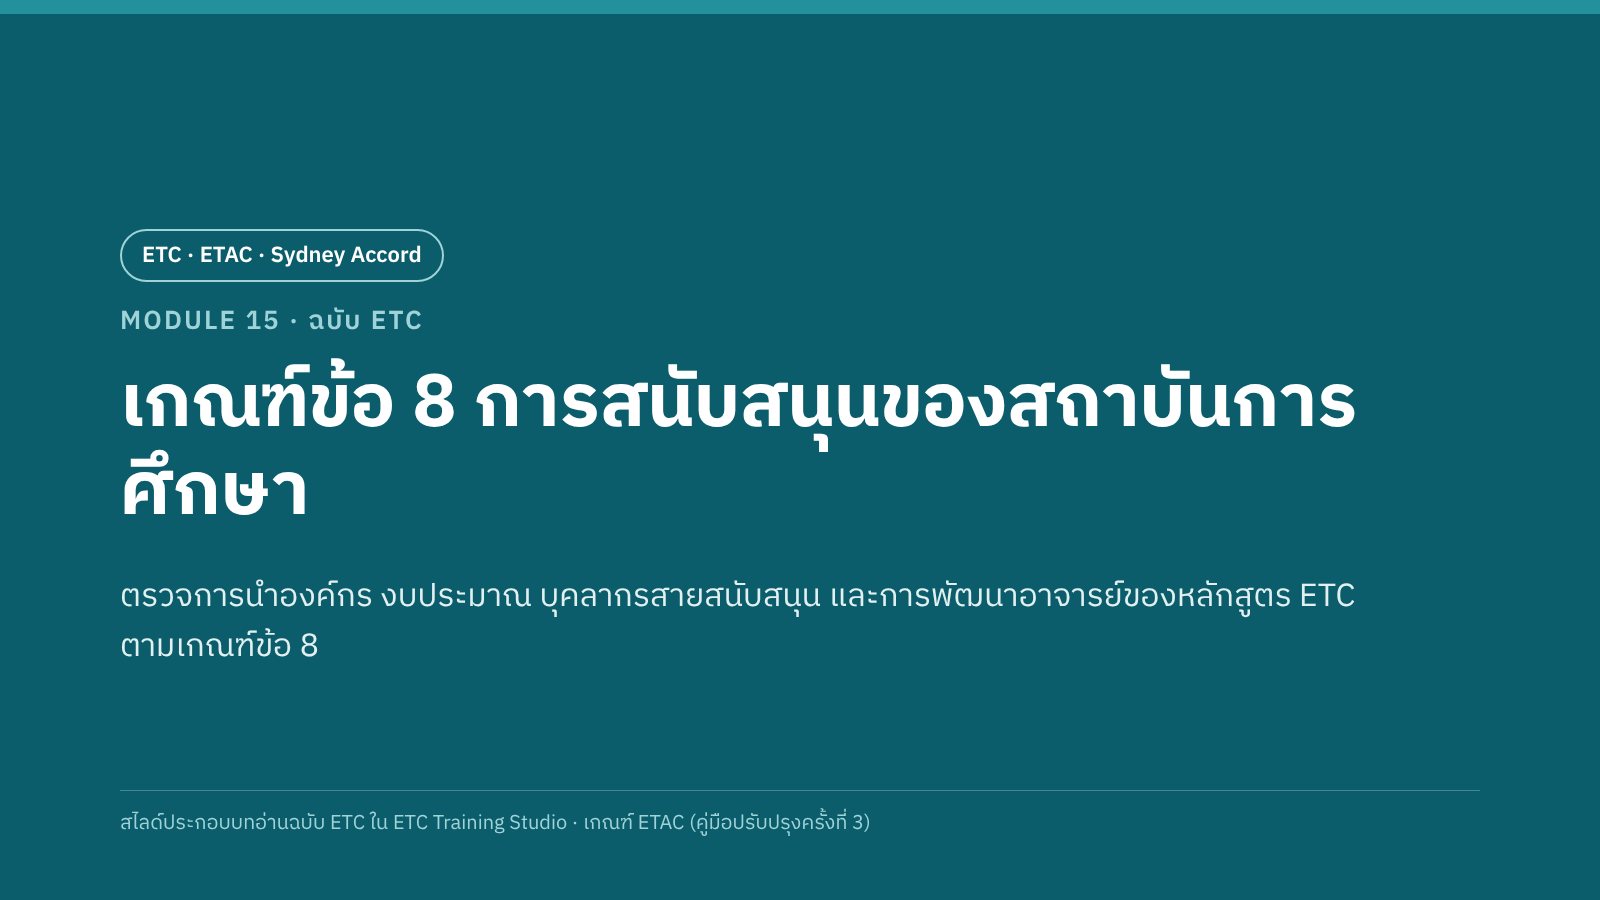 ETC · ETAC · Sydney Accord
MODULE 15 · ฉบับ ETC
เกณฑ์ข้อ 8 การสนับสนุนของสถาบันการ
ศึกษา
ตรวจการนำองค์กร งบประมาณ บุคลากรสายสนับสนุน และการพัฒนาอาจารย์ของหลักสูตร ETC
ตามเกณฑ์ข้อ 8
สไลด์ประกอบบทอ่านฉบับ ETC ใน ETC Training Studio · เกณฑ์ ETAC (คู่มือปรับปรุงครั้งที่ 3)